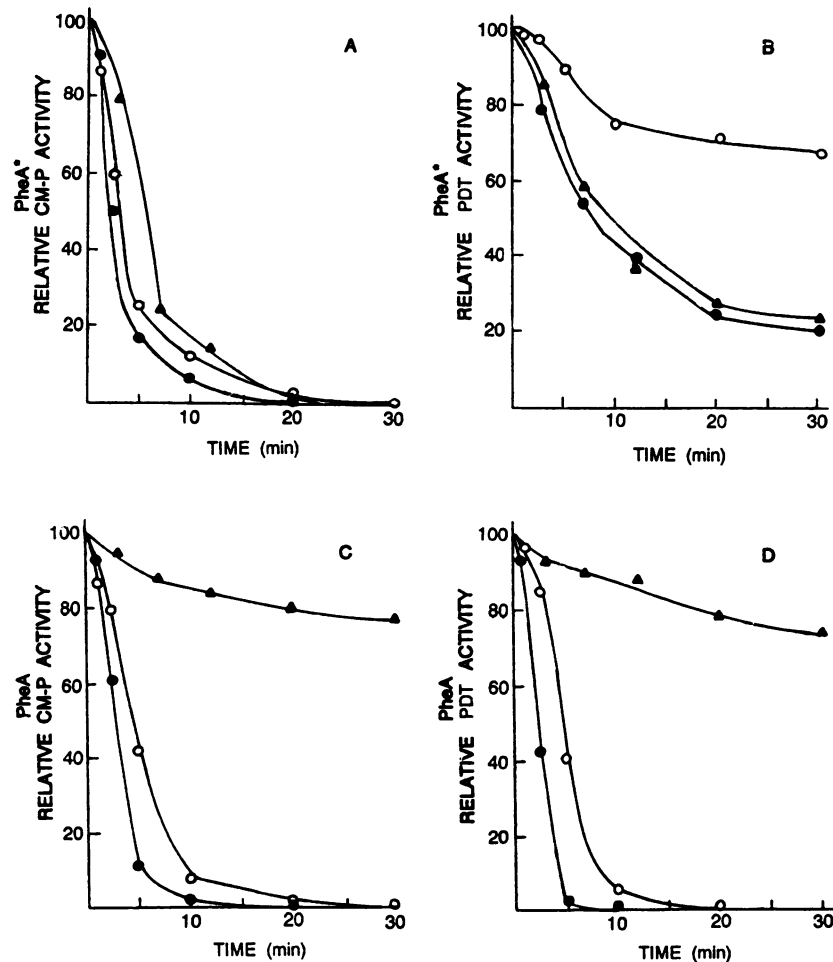 A
PheA*
RELATIVE CM-P ACTIVITY
100
80
60
40
20
10
20
30
TIME (min)
B
PheA*
RELATIVE PDT ACTIVITY
100
80
60
40
20
10
20
30
TIME (min)
C
PheA
RELATIVE CM-P ACTIVITY
100
80
60
40
20
10
20
30
TIME (min)
D
PheA
RELATIVE PDT ACTIVITY
100
80
60
40
20
10
20
30
TIME (min)